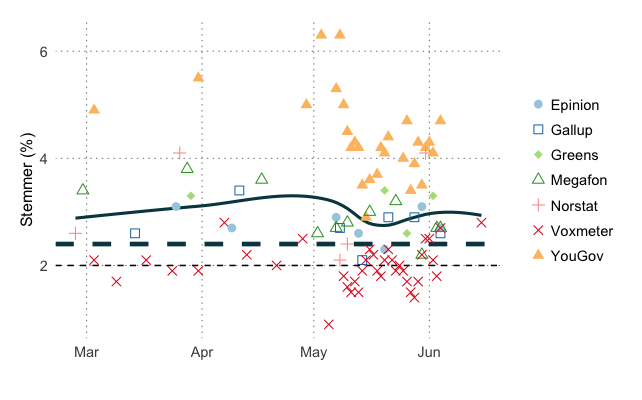 Stemmer (%)
6
4
2
Mar
Apr
May
Jun
Epinion
Gallup
Greens
Megafon
Norstat
Voxmeter
YouGov